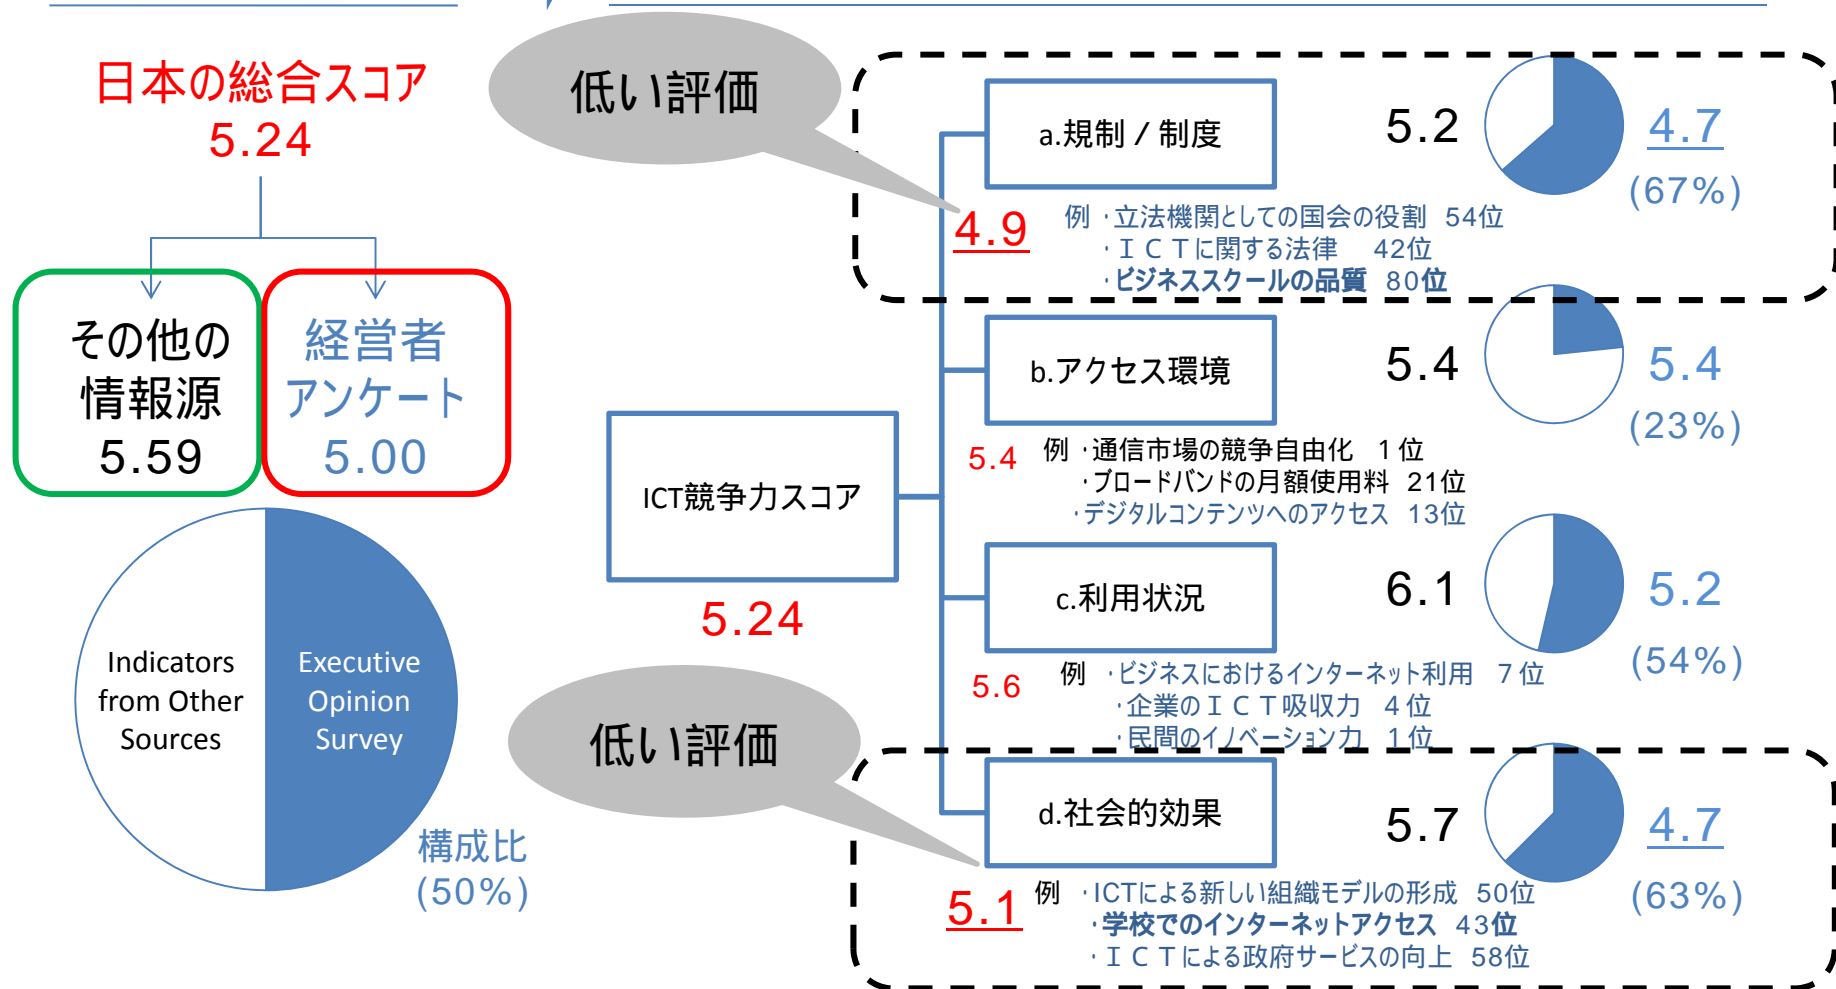 日本の総合スコア
5.24
その他の
情報源
5.59
経営者
アンケート
5.00
Indicators
from Other
Sources
Executive
Opinion
Survey
構成比
(50%)
低い評価
ICT競争力スコア
5.24
低い評価
a.規制 / 制度
5.2
4.7
(67%)
4.9
例 ・立法機関としての国会の役割 54位
・ＩＣＴに関する法律 42位
・ビジネススクールの品質 80位
b.アクセス環境
5.4
5.4
(23%)
5.4
例 ・通信市場の競争自由化 1位
・ブロードバンドの月額使用料 21位
・デジタルコンテンツへのアクセス 13位
c.利用状況
6.1
5.2
(54%)
5.6
例 ・ビジネスにおけるインターネット利用 7位
・企業のＩＣＴ吸収力 4位
・民間のイノベーション力 1位
d.社会的効果
5.7
4.7
(63%)
5.1
例 ・ICTによる新しい組織モデルの形成 50位
・学校でのインターネットアクセス 43位
・ＩＣＴによる政府サービスの向上 58位